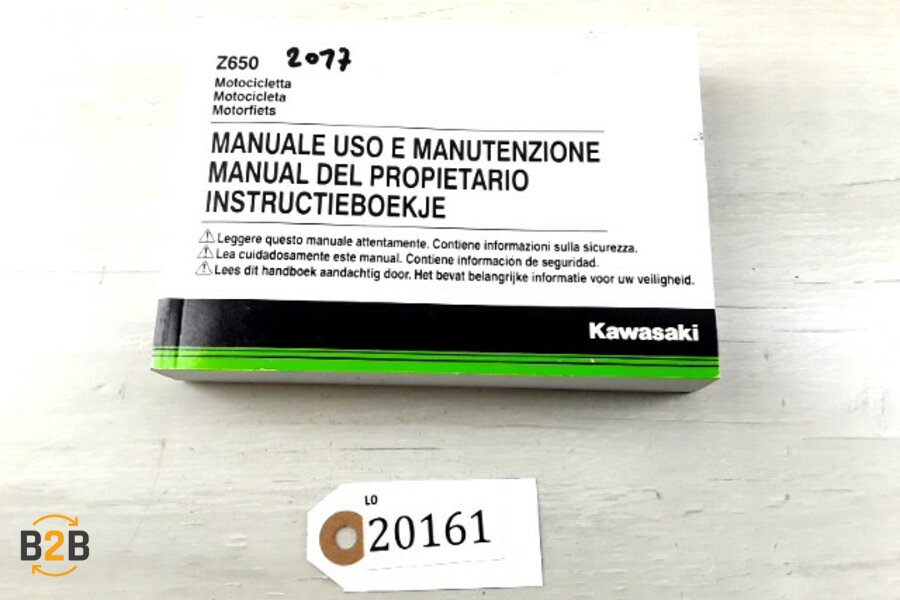 Z650 2017
Motocicletta
Motocicleta
Motorfiets
MANUALE USO E MANUTENZIONE
MANUAL DEL PROPIETARIO
INSTRUCTIEBOEKJE
Leggere questo manuale attentamente. Contiene informazioni sulla sicurezza.
Lea cuidadosamente este manual. Contiene información de seguridad.
Lees dit handboek aandachtig door. Het bevat belangrijke informatie voor uw veiligheid.
Kawasaki
LO
20161
B2B